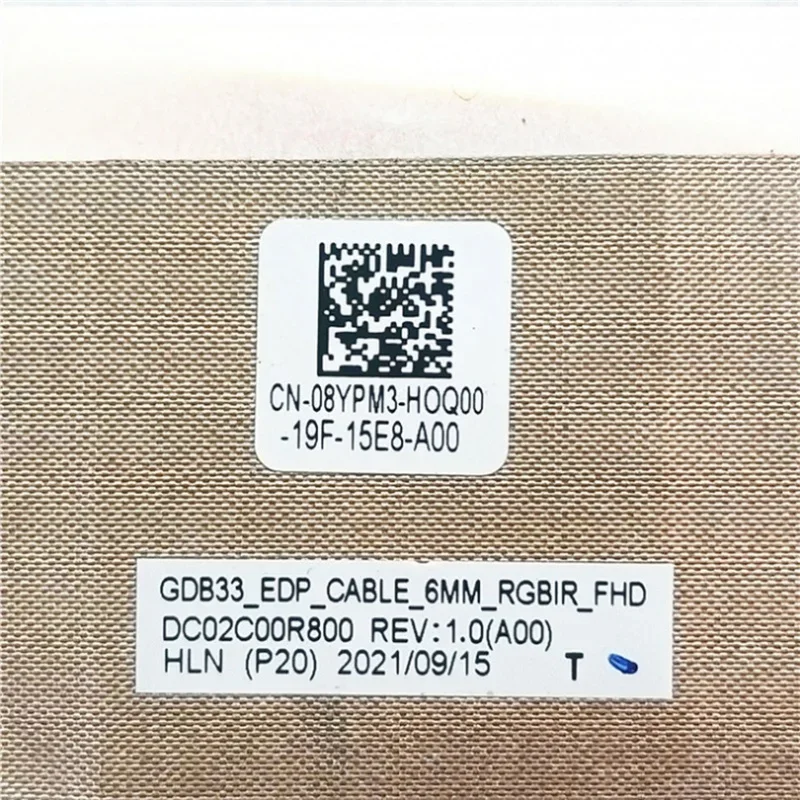 CN-08YPM3-HOQ00
-19F-15E8-A00
GDB33_EDP_CABLE_6MM_RGBIR_FHD
DC02C00R800 REV:1.0(A00)
HLN (P20) 2021/09/15 T